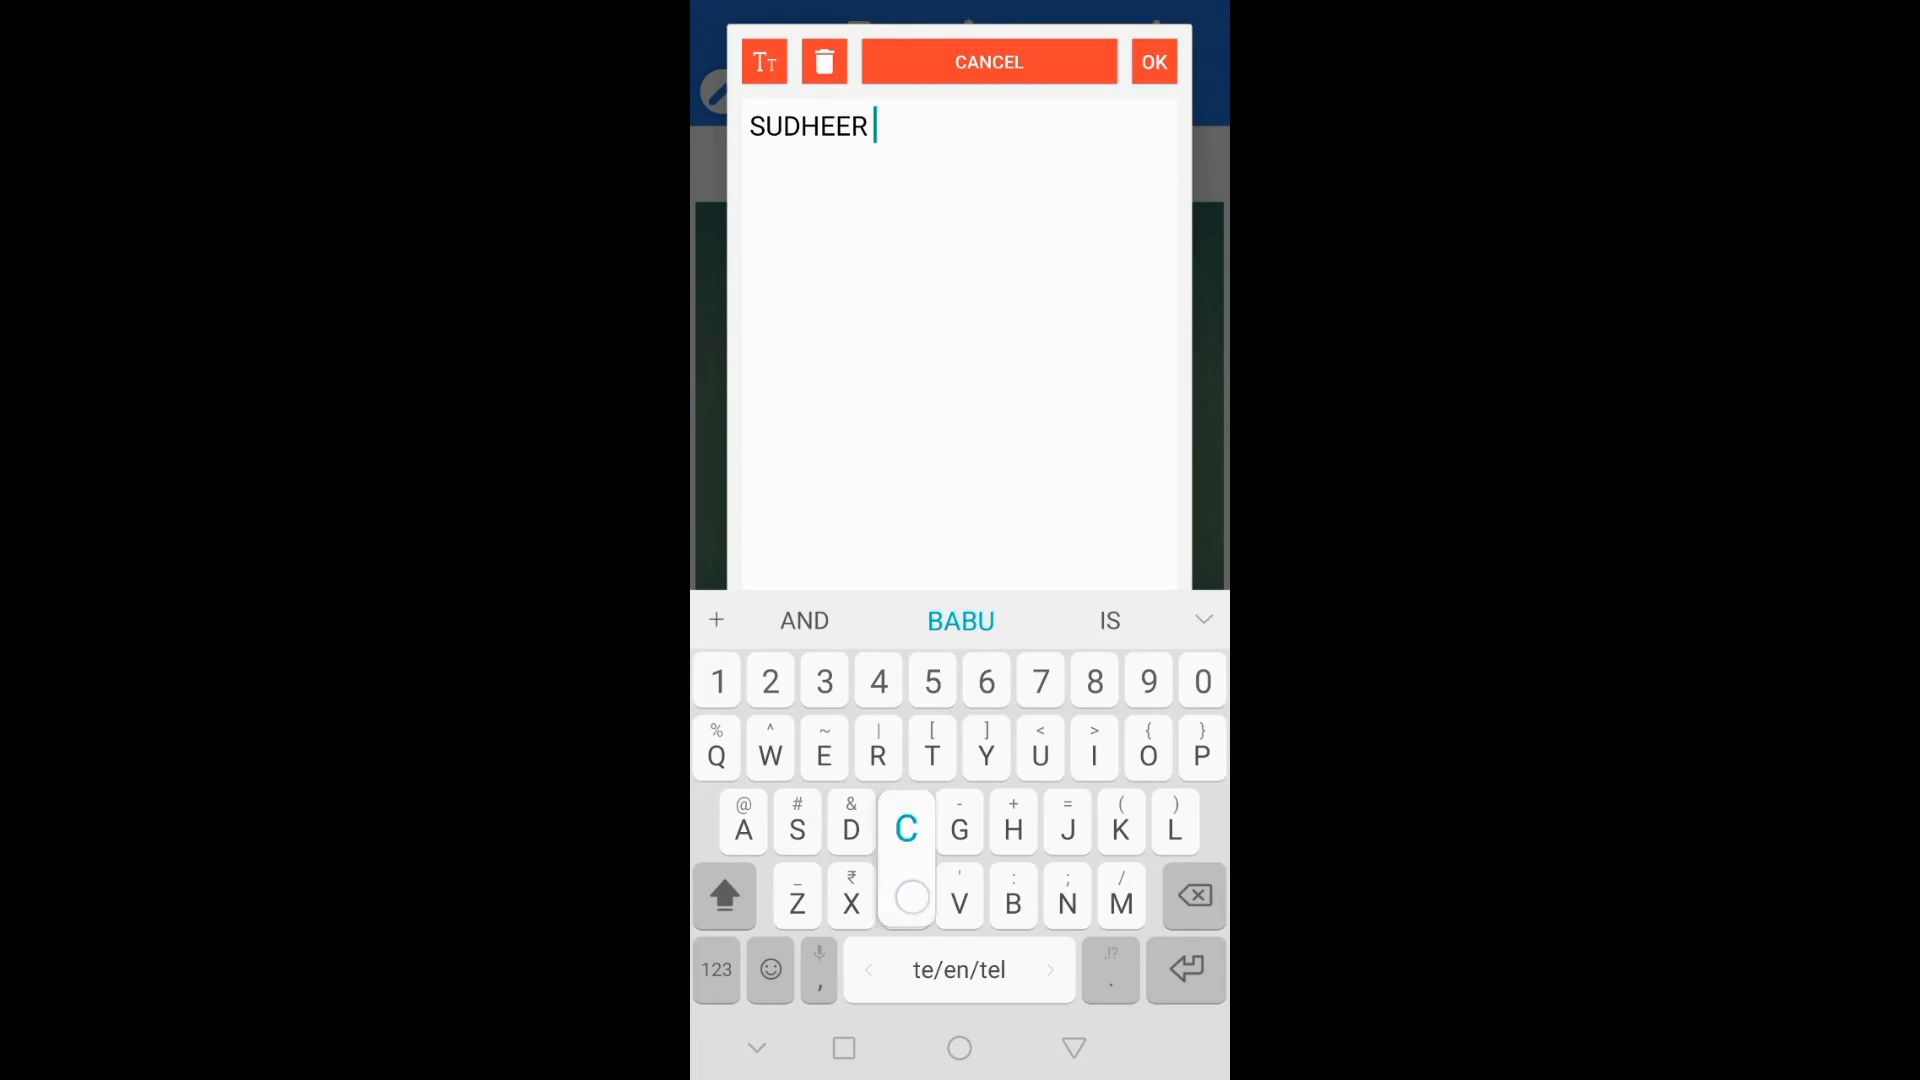 TT CANCEL OK
SUDHEER
+ AND BABU IS
1 2 3 4 5 6 7 8 9 0
% ^ ~ | [ ] < > { }
Q W E R T Y U I O P
@ # & - + = ( )
A S D C G H J K L
_ ₹ ' : ; /
Z X V B N M
,!?
123 , te/en/tel .